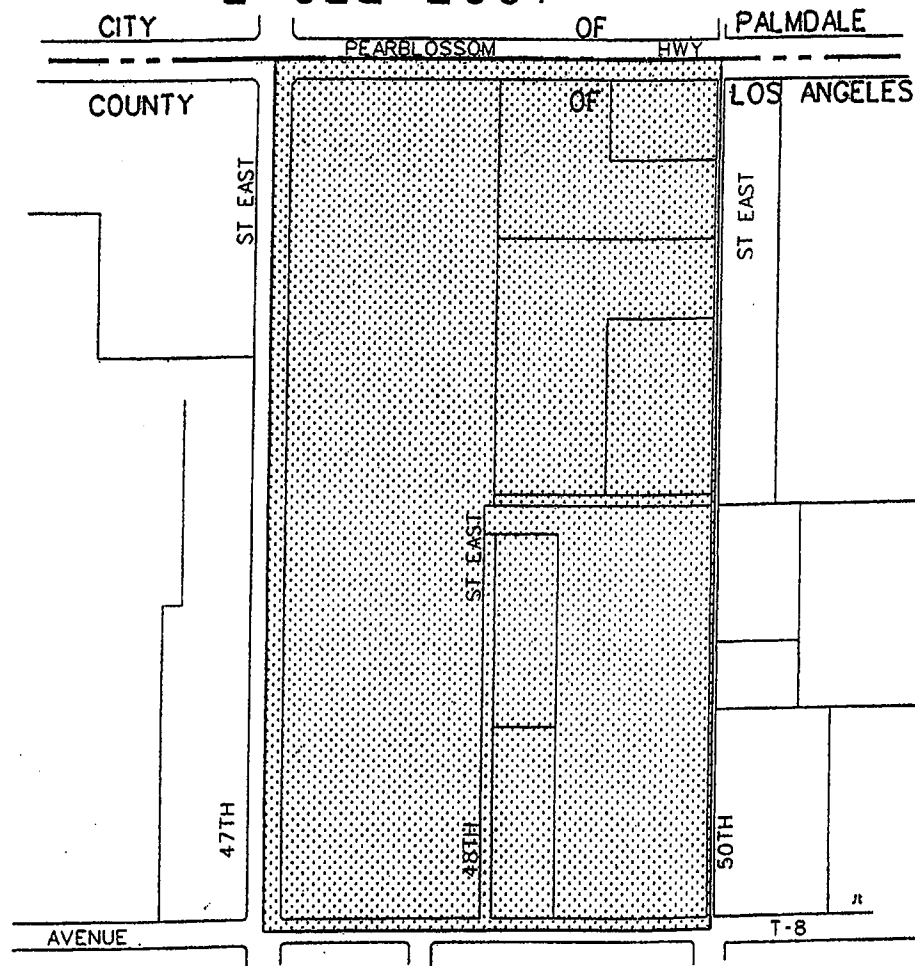 CITY OF PALMDALE
PEARBLOSSOM HWY
COUNTY OF LOS ANGELES
47TH ST EAST
48TH ST EAST
50TH ST EAST
AVENUE T-8